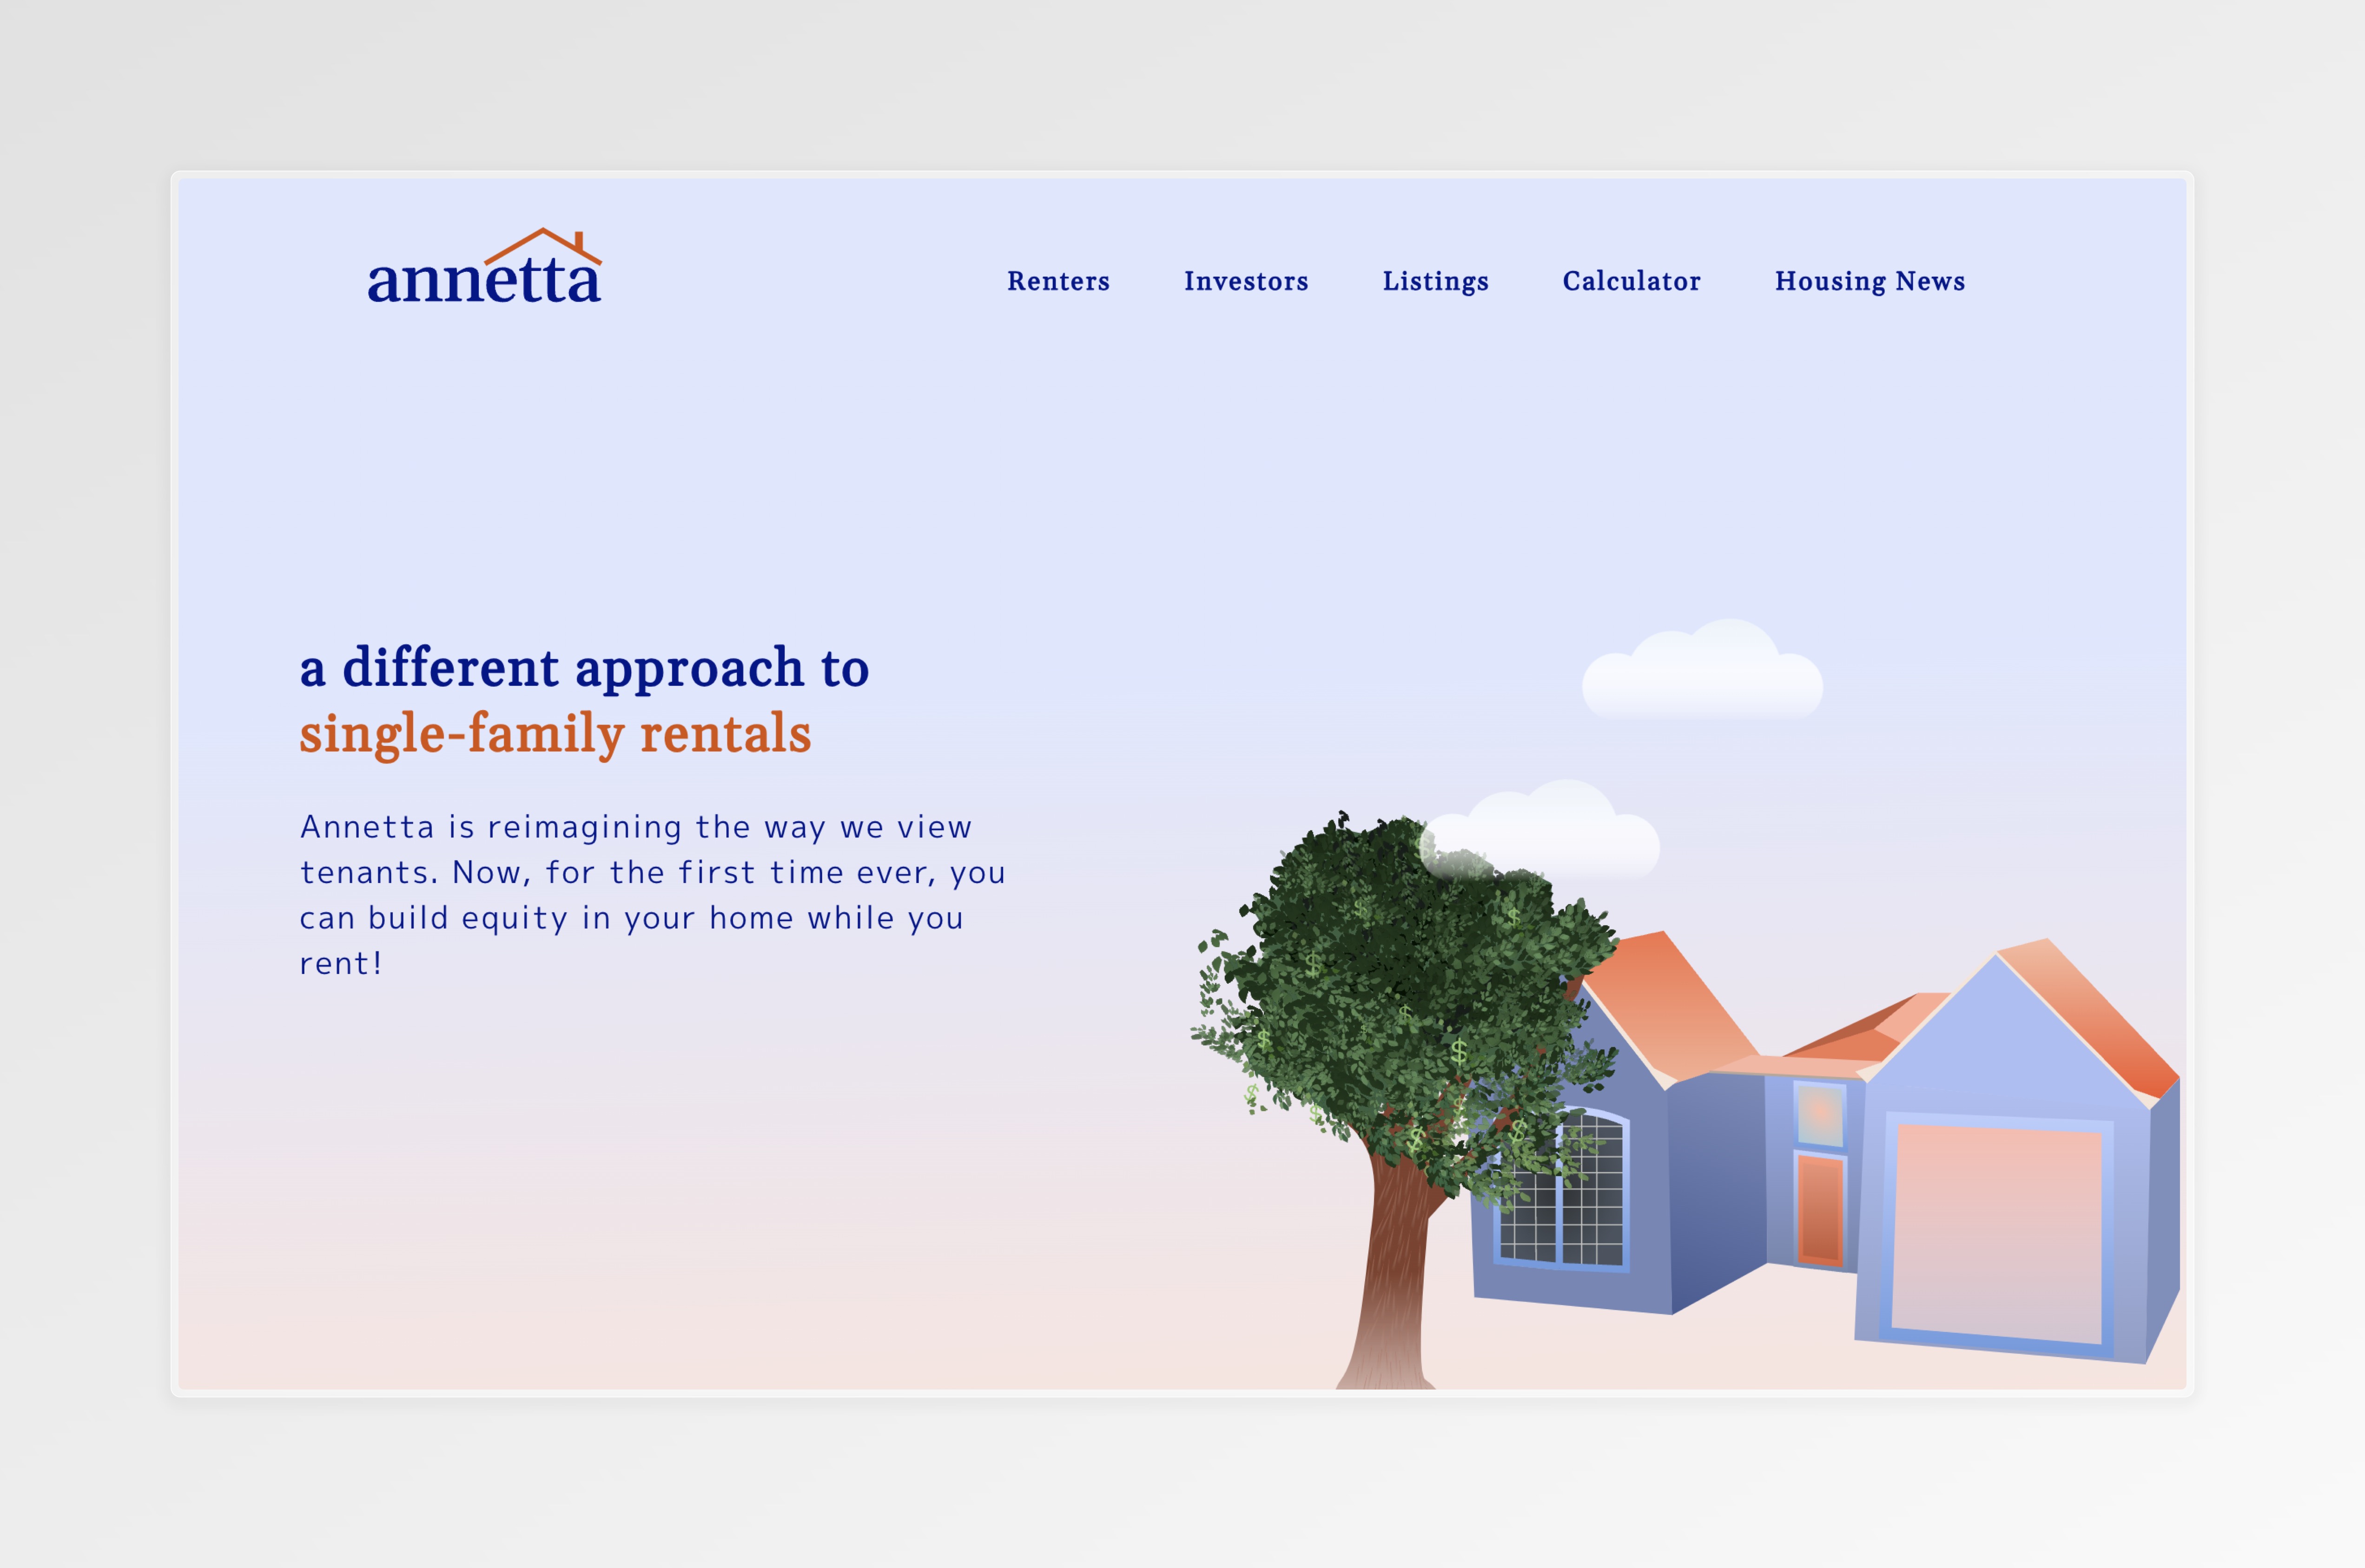 annetta
Renters Investors Listings Calculator Housing News
a different approach to
single-family rentals
Annetta is reimagining the way we view
tenants. Now, for the first time ever, you
can build equity in your home while you
rent!
$
$
$
$
$
$
$
$
$
$
$